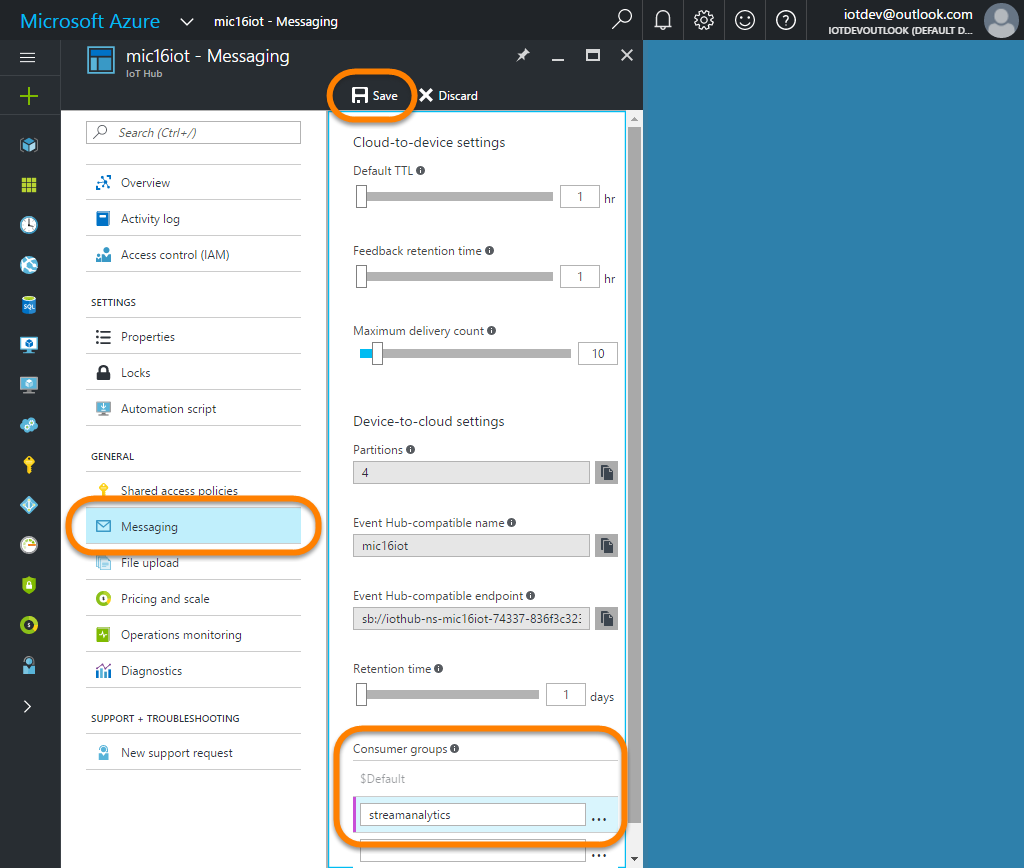 Microsoft Azure
mic16iot - Messaging
iotdev@outlook.com
IOTDEVOUTLOOK (DEFAULT D...
mic16iot - Messaging
IoT Hub
Save
Discard
Search (Ctrl+/)
Overview
Activity log
Access control (IAM)
SETTINGS
Properties
Locks
Automation script
GENERAL
Shared access policies
Messaging
File upload
Pricing and scale
Operations monitoring
Diagnostics
SUPPORT + TROUBLESHOOTING
New support request
Cloud-to-device settings
Default TTL
1 hr
Feedback retention time
1 hr
Maximum delivery count
10
Device-to-cloud settings
Partitions
4
Event Hub-compatible name
mic16iot
Event Hub-compatible endpoint
sb://iothub-ns-mic16iot-74337-836f3c323
Retention time
1 days
Consumer groups
$Default
streamanalytics
...
...
SQL